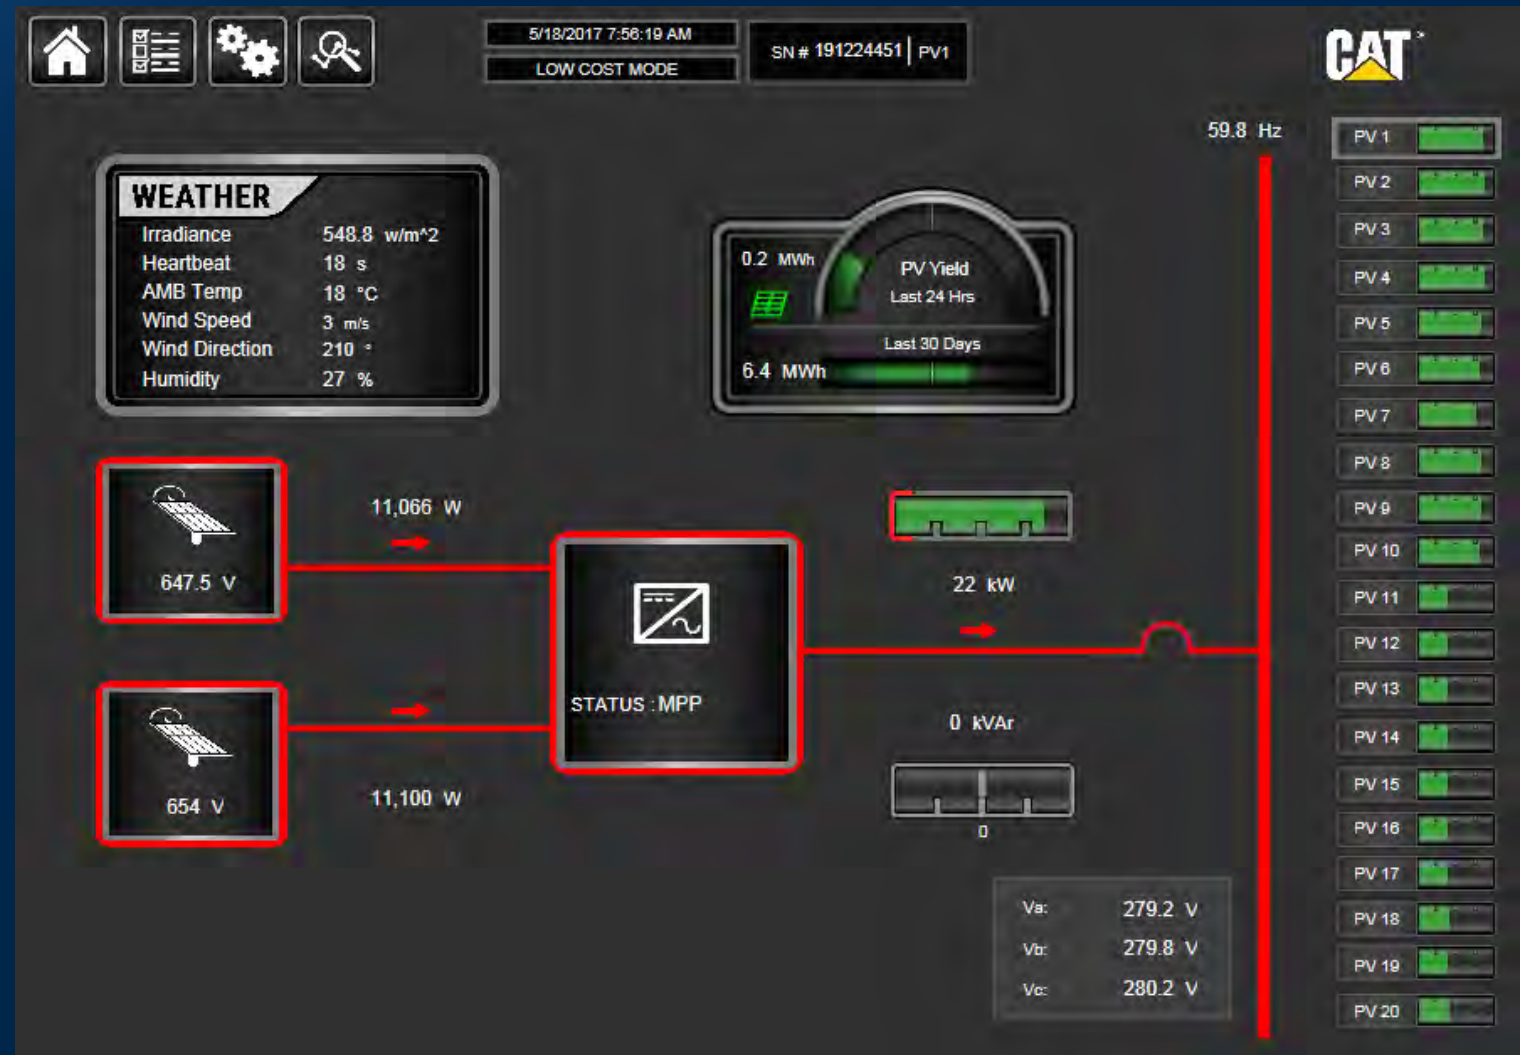 5/18/2017 7:56:19 AM
LOW COST MODE
SN # 191224451 PV1
CAT
59.8 Hz
WEATHER
Irradiance 548.8 w/m^2
Heartbeat 18 s
AMB Temp 18 °C
Wind Speed 3 m/s
Wind Direction 210 °
Humidity 27 %
0.2 MWh
PV Yield
Last 24 Hrs
Last 30 Days
6.4 MWh
11,066 W
647.5 V
22 kW
STATUS : MPP
0 kVAr
11,100 W
654 V
0
Va: 279.2 V
Vb: 279.8 V
Vc: 280.2 V
PV 1
PV 2
PV 3
PV 4
PV 5
PV 6
PV 7
PV 8
PV 9
PV 10
PV 11
PV 12
PV 13
PV 14
PV 15
PV 16
PV 17
PV 18
PV 19
PV 20